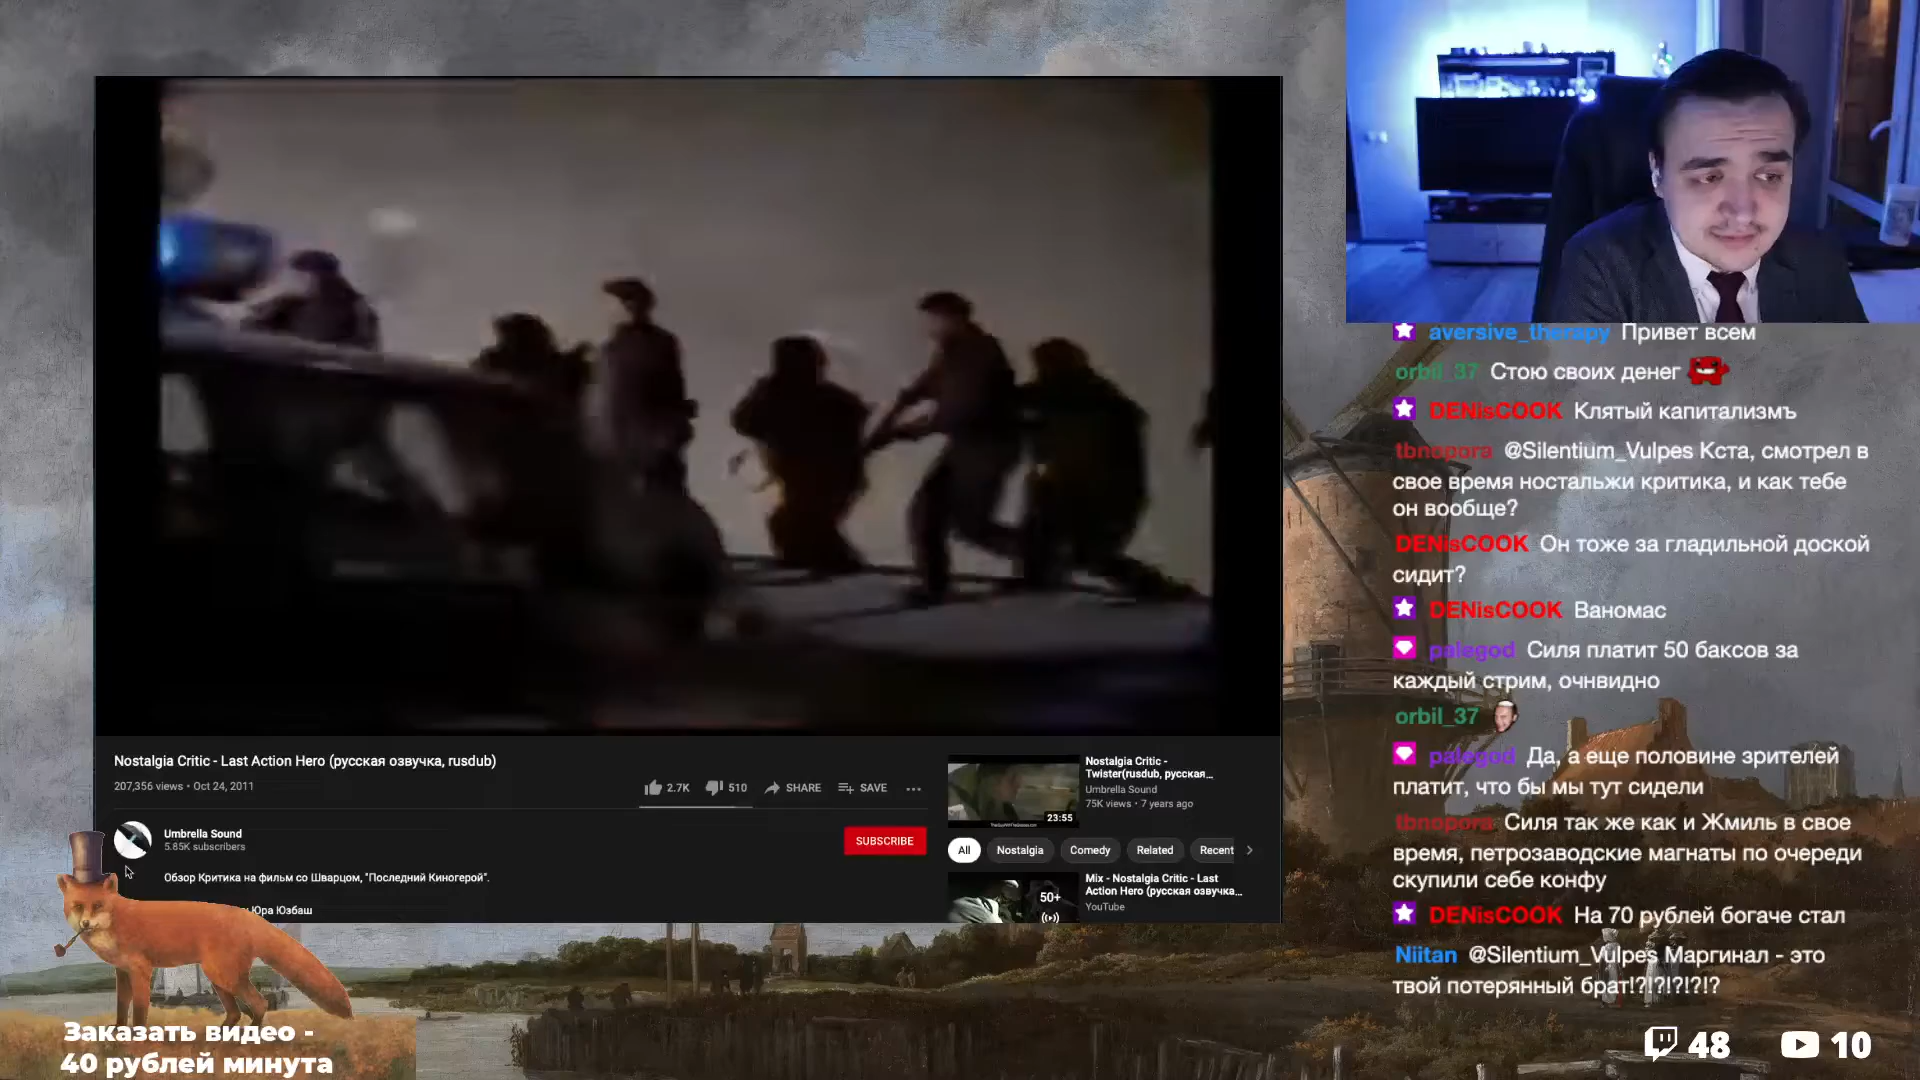 Nostalgia Critic - Last Action Hero (русская озвучка, rusdub)
207,356 views • Oct 24, 2011
2.7K
510
SHARE
SAVE
Umbrella Sound
5.85K subscribers
SUBSCRIBE
Обзор Критика на фильм со Шварцом, "Последний Киногерой".
Юра Юзбаш
Nostalgia Critic -
Twister(rusdub, русская...
Umbrella Sound
75K views • 7 years ago
23:55
All
Nostalgia
Comedy
Related
Recent
50+
Mix - Nostalgia Critic - Last
Action Hero (русская озвучка...
YouTube
aversive_therapy Привет всем
orbil_37 Стою своих денег
DENisCOOK Клятый капитализмъ
tbnopora @Silentium_Vulpes Кста, смотрел в
свое время ностальжи критика, и как тебе
он вообще?
DENisCOOK Он тоже за гладильной доской
сидит?
DENisCOOK Ваномас
palegod Силя платит 50 баксов за
каждый стрим, очнвидно
orbil_37
palegod Да, а еще половине зрителей
платит, что бы мы тут сидели
tbnopora Силя так же как и Жмиль в свое
время, петрозаводские магнаты по очереди
скупили себе конфу
DENisCOOK На 70 рублей богаче стал
Niitan @Silentium_Vulpes Маргинал - это
твой потерянный брат!?!?!?!?!?
Заказать видео -
40 рублей минута
48
10